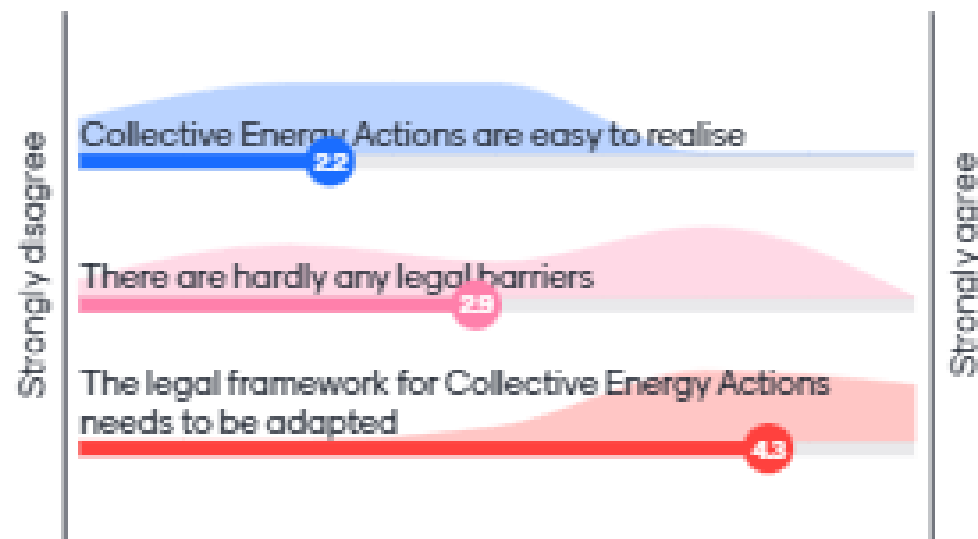 Strongly disagree
Collective Energy Actions are easy to realise
2.2
There are hardly any legal barriers
2.9
The legal framework for Collective Energy Actions
needs to be adapted
4.3
Strongly agree